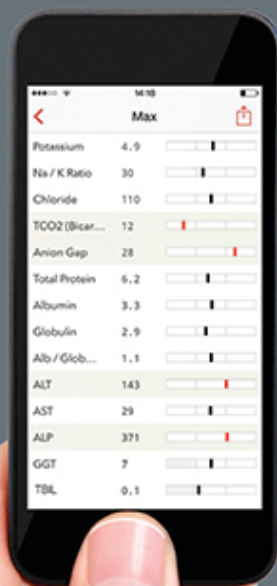 14:18
Max
Potassium 4.9
Na / K Ratio 30
Chloride 110
TCO2 (Bicar... 12
Anion Gap 28
Total Protein 6.2
Albumin 3.3
Globulin 2.9
Alb / Glob... 1.1
ALT 143
AST 29
ALP 371
GGT 7
TBIL 0.1